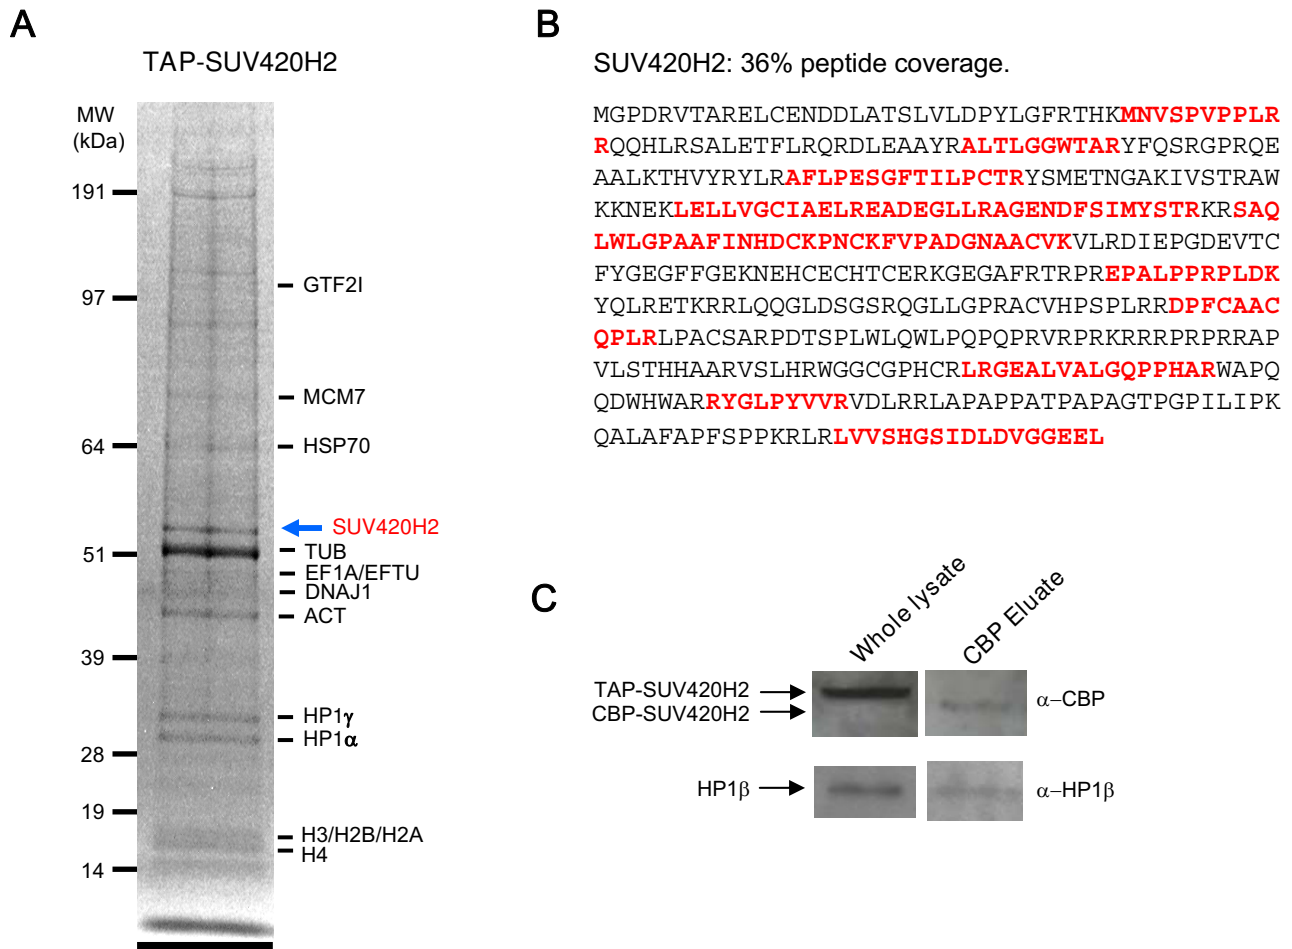 A
TAP-SUV420H2
MW
(kDa)
191
97
64
51
39
28
19
14
GTF2I
MCM7
HSP70
SUV420H2
TUB
EF1A/EFTU
DNAJ1
ACT
HP1γ
HP1α
H3/H2B/H2A
H4
B
SUV420H2: 36% peptide coverage.
MGPDRVTARELCENDDLATSLVLDPYLGFRTHKMNVSPVPPLR
RQQHLRSALETFLRQRDLEAAYRALTLGGWTARYFQSRGPRQE
AALKTHVYRYLRAFLPESGFTILPCTRYSMETNGAKIVSTRAW
KKNEKLELLVGCIAELREADEGLLRAGENDFSIMYSTRKRSAQ
LWLGPAAFINHDCKPNCKFVPADGNAACVKVLRDIEPGDEVTC
FYGEGFFGEKNEHCECHTCERKGEGAFRTRPREPALPPRPLDK
YQLRETKRRLQQGLDSGSRQGLLGPRACVHPSPLRRDPFCAAC
QPLRLPACSARPDTSPLWLQWLPQPQPRVRPRKRRRPRPRRAP
VLSTHHAARVSLHRWGGCGPHCRLRGEALVALGQPPHARWAPQ
QDWHWARRYGLPYVVRVDLRRLAPAPPATPAPAGTPGPILIPK
QALAFAPFSPPKRLRLVVSHGSIDLDVGGEEL
C
Whole lysate
CBP Eluate
TAP-SUV420H2
CBP-SUV420H2
α–CBP
HP1β
α–HP1β